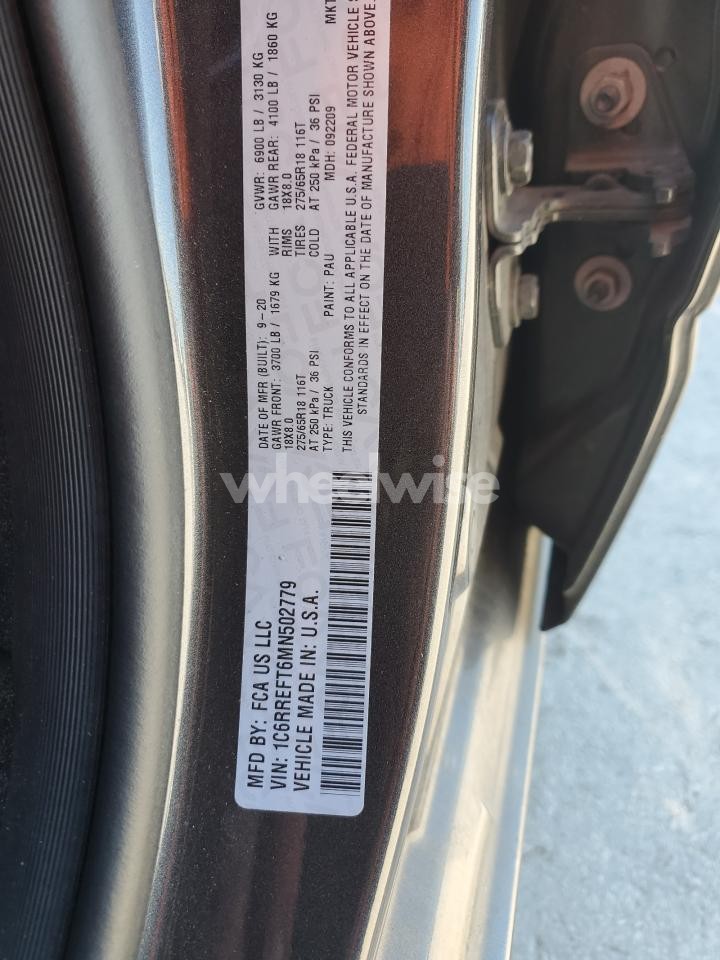 MFD BY: FCA US LLC
DATE OF MFR (BUILT): 9-20
GVWR: 6900 LB / 3130 KG
GAWR FRONT: 3700 LB / 1679 KG
WITH
GAWR REAR: 4100 LB / 1860 KG
18X8.0
RIMS
18X8.0
275/65R18 116T
TIRES
275/65R18 116T
AT 250 kPa / 36 PSI
COLD
AT 250 kPa / 36 PSI
VIN: 1C6RREFT6MN502779
TYPE: TRUCK
PAINT: PAU
MDH: 092209
MKT
VEHICLE MADE IN: U.S.A.
THIS VEHICLE CONFORMS TO ALL APPLICABLE U.S.A. FEDERAL MOTOR VEHICLE S
STANDARDS IN EFFECT ON THE DATE OF MANUFACTURE SHOWN ABOVE.
wheelwise